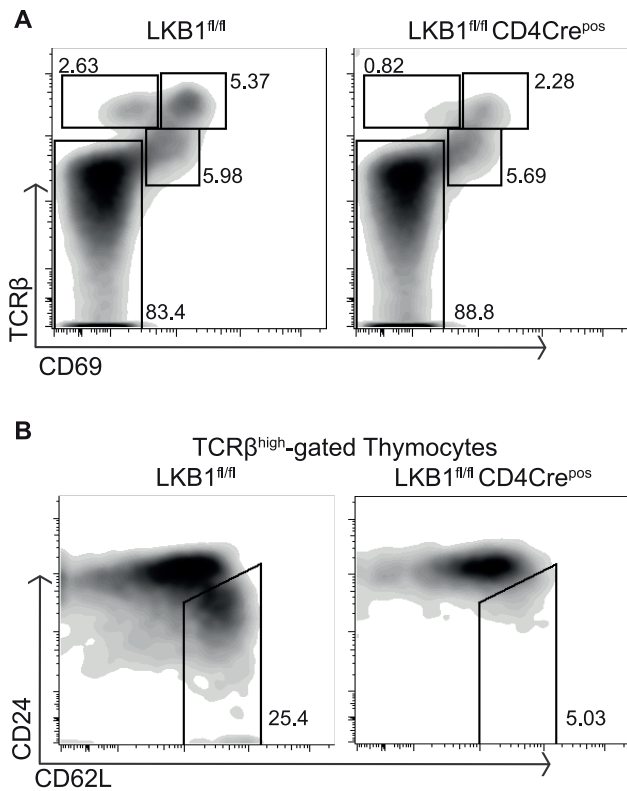 A
LKB1fl/fl
LKB1fl/fl CD4Crepos
2.63
5.37
5.98
83.4
0.82
2.28
5.69
88.8
TCRβ
CD69
B
TCRβhigh-gated Thymocytes
LKB1fl/fl
LKB1fl/fl CD4Crepos
25.4
5.03
CD24
CD62L